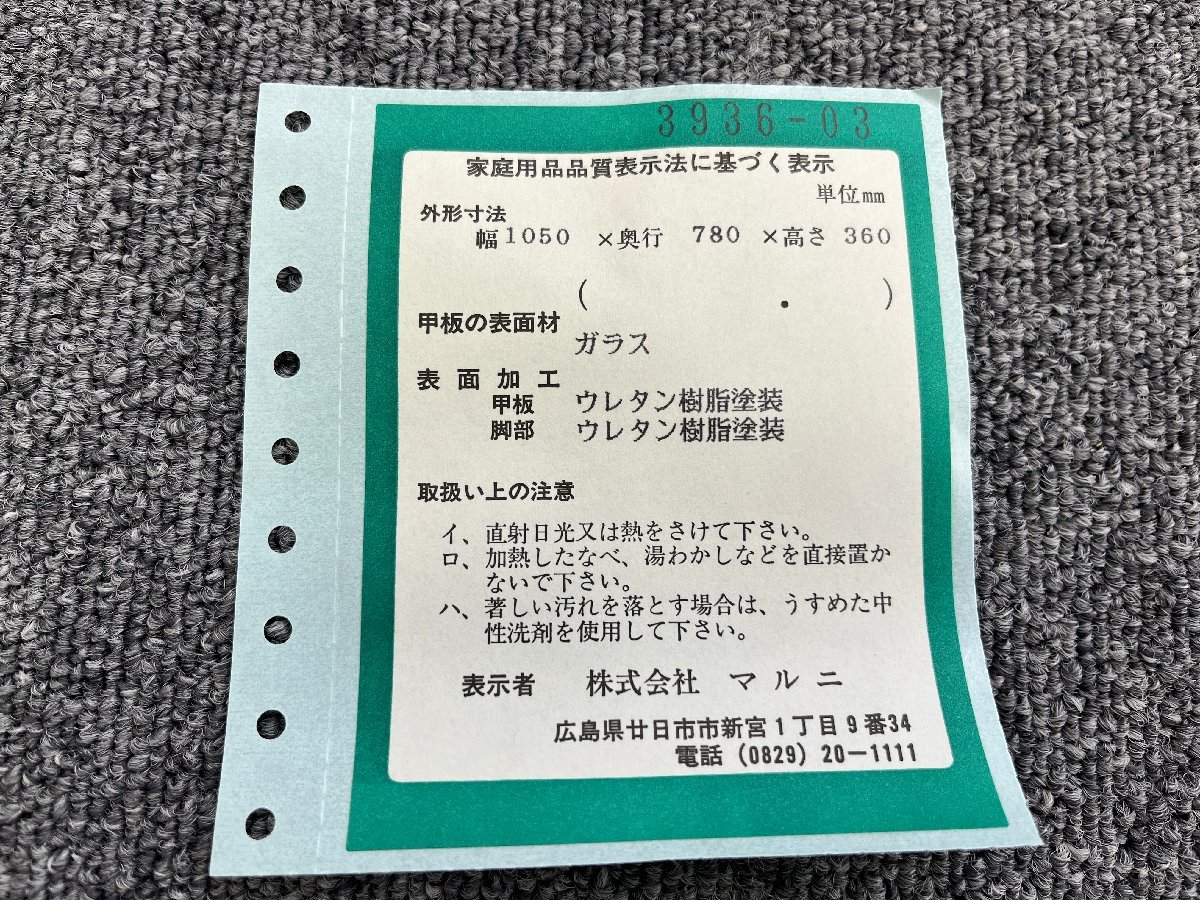 3936-03
家庭用品品質表示法に基づく表示
単位mm
外形寸法
幅1050 ×奥行 780 ×高さ 360
( . )
甲板の表面材
ガラス
表面加工
甲板 ウレタン樹脂塗装
脚部 ウレタン樹脂塗装
取扱い上の注意
イ、直射日光又は熱をさけて下さい。
ロ、加熱したなべ、湯わかしなどを直接置か
ないで下さい。
ハ、著しい汚れを落とす場合は、うすめた中
性洗剤を使用して下さい。
表示者 株式会社 マルニ
広島県廿日市市新宮1丁目9番34
電話 (0829) 20-1111